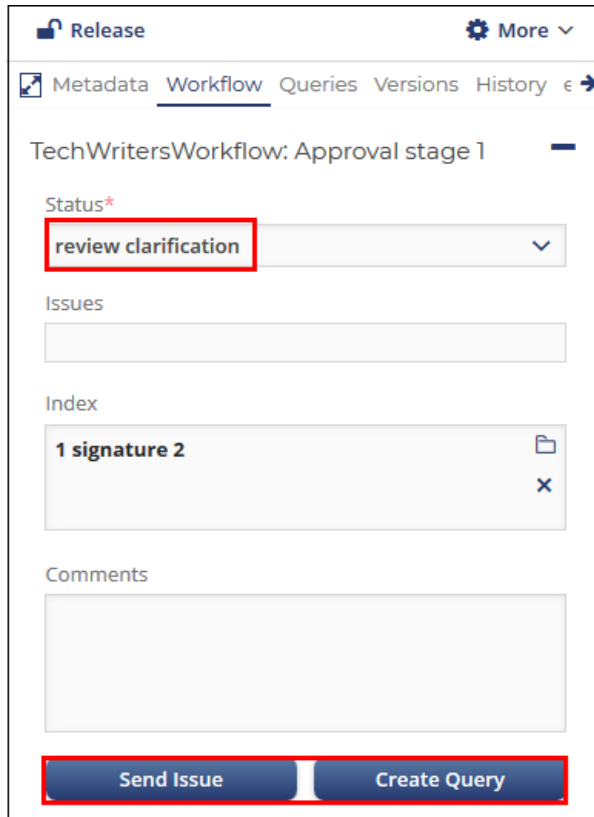 Release More
Metadata Workflow Queries Versions History e
TechWritersWorkflow: Approval stage 1
Status*
review clarification
Issues
Index
1 signature 2
Comments
Send Issue Create Query